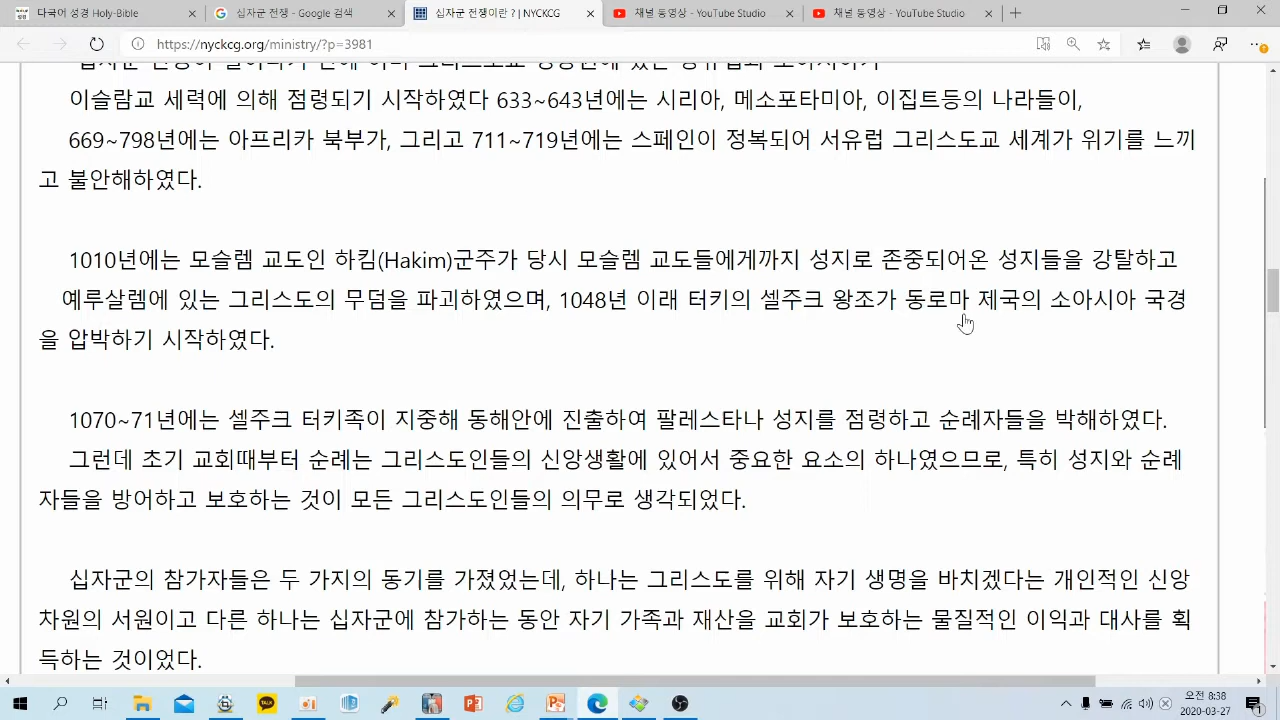 다국어 성경 Holy-Bible
십자군 전쟁 - Google 검색
십자군 전쟁이란 ? | NYCKCG
채널 동영상 - YouTube Studio
채널 동영상 - YouTube Studio
https://nyckcg.org/ministry/?p=3981
이슬람교 세력에 의해 점령되기 시작하였다 633~643년에는 시리아, 메소포타미아, 이집트등의 나라들이,
669~798년에는 아프리카 북부가, 그리고 711~719년에는 스페인이 정복되어 서유럽 그리스도교 세계가 위기를 느끼
고 불안해하였다.
1010년에는 모슬렘 교도인 하킴(Hakim)군주가 당시 모슬렘 교도들에게까지 성지로 존중되어온 성지들을 강탈하고
예루살렘에 있는 그리스도의 무덤을 파괴하였으며, 1048년 이래 터키의 셀주크 왕조가 동로마 제국의 소아시아 국경
을 압박하기 시작하였다.
1070~71년에는 셀주크 터키족이 지중해 동해안에 진출하여 팔레스타나 성지를 점령하고 순례자들을 박해하였다.
그런데 초기 교회때부터 순례는 그리스도인들의 신앙생활에 있어서 중요한 요소의 하나였으므로, 특히 성지와 순례
자들을 방어하고 보호하는 것이 모든 그리스도인들의 의무로 생각되었다.
십자군의 참가자들은 두 가지의 동기를 가졌었는데, 하나는 그리스도를 위해 자기 생명을 바치겠다는 개인적인 신앙
차원의 서원이고 다른 하나는 십자군에 참가하는 동안 자기 가족과 재산을 교회가 보호하는 물질적인 이익과 대사를 획
득하는 것이었다.
오전 8:38
2020-03-27